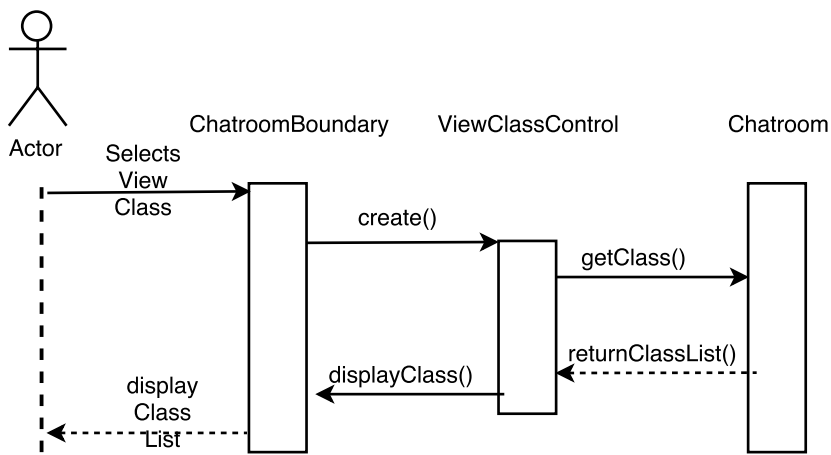 ChatroomBoundary
ViewClassControl
Chatroom
Actor
Selects
View
Class
create()
getClass()
returnClassList()
displayClass()
display
Class
List